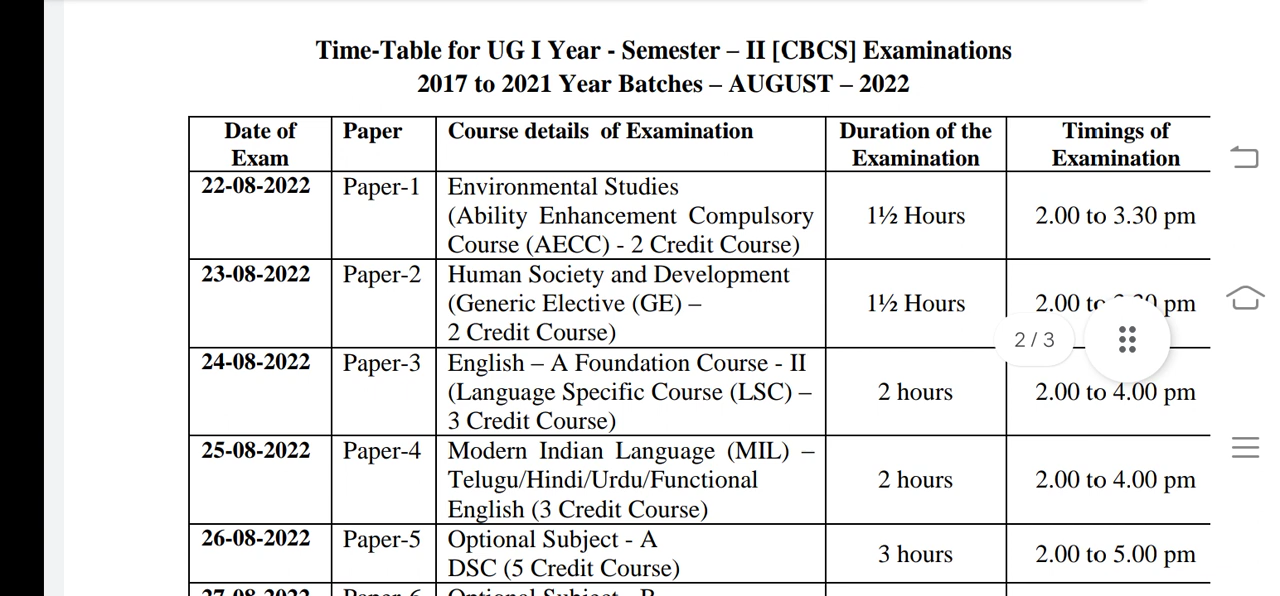 Time-Table for UG I Year - Semester – II [CBCS] Examinations
2017 to 2021 Year Batches – AUGUST – 2022
Date of Exam Paper Course details of Examination Duration of the Examination Timings of Examination
22-08-2022 Paper-1 Environmental Studies
(Ability Enhancement Compulsory
Course (AECC) - 2 Credit Course)
1½ Hours 2.00 to 3.30 pm
23-08-2022 Paper-2 Human Society and Development
(Generic Elective (GE) –
2 Credit Course)
1½ Hours 2.00 to pm
2 / 3
24-08-2022 Paper-3 English – A Foundation Course - II
(Language Specific Course (LSC) –
3 Credit Course)
2 hours 2.00 to 4.00 pm
25-08-2022 Paper-4 Modern Indian Language (MIL) –
Telugu/Hindi/Urdu/Functional
English (3 Credit Course)
2 hours 2.00 to 4.00 pm
26-08-2022 Paper-5 Optional Subject - A
DSC (5 Credit Course)
3 hours 2.00 to 5.00 pm